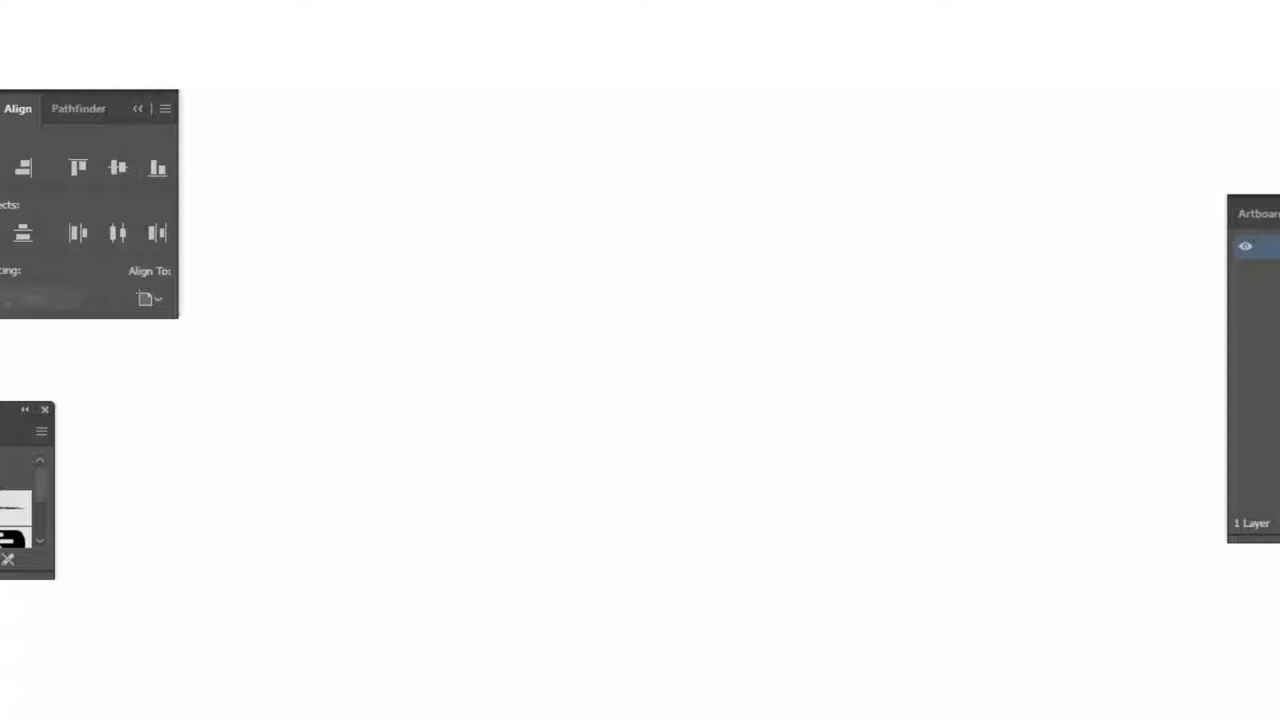 Align Pathfinder
ects:
cing: Align To:
Artboar
1 Layer